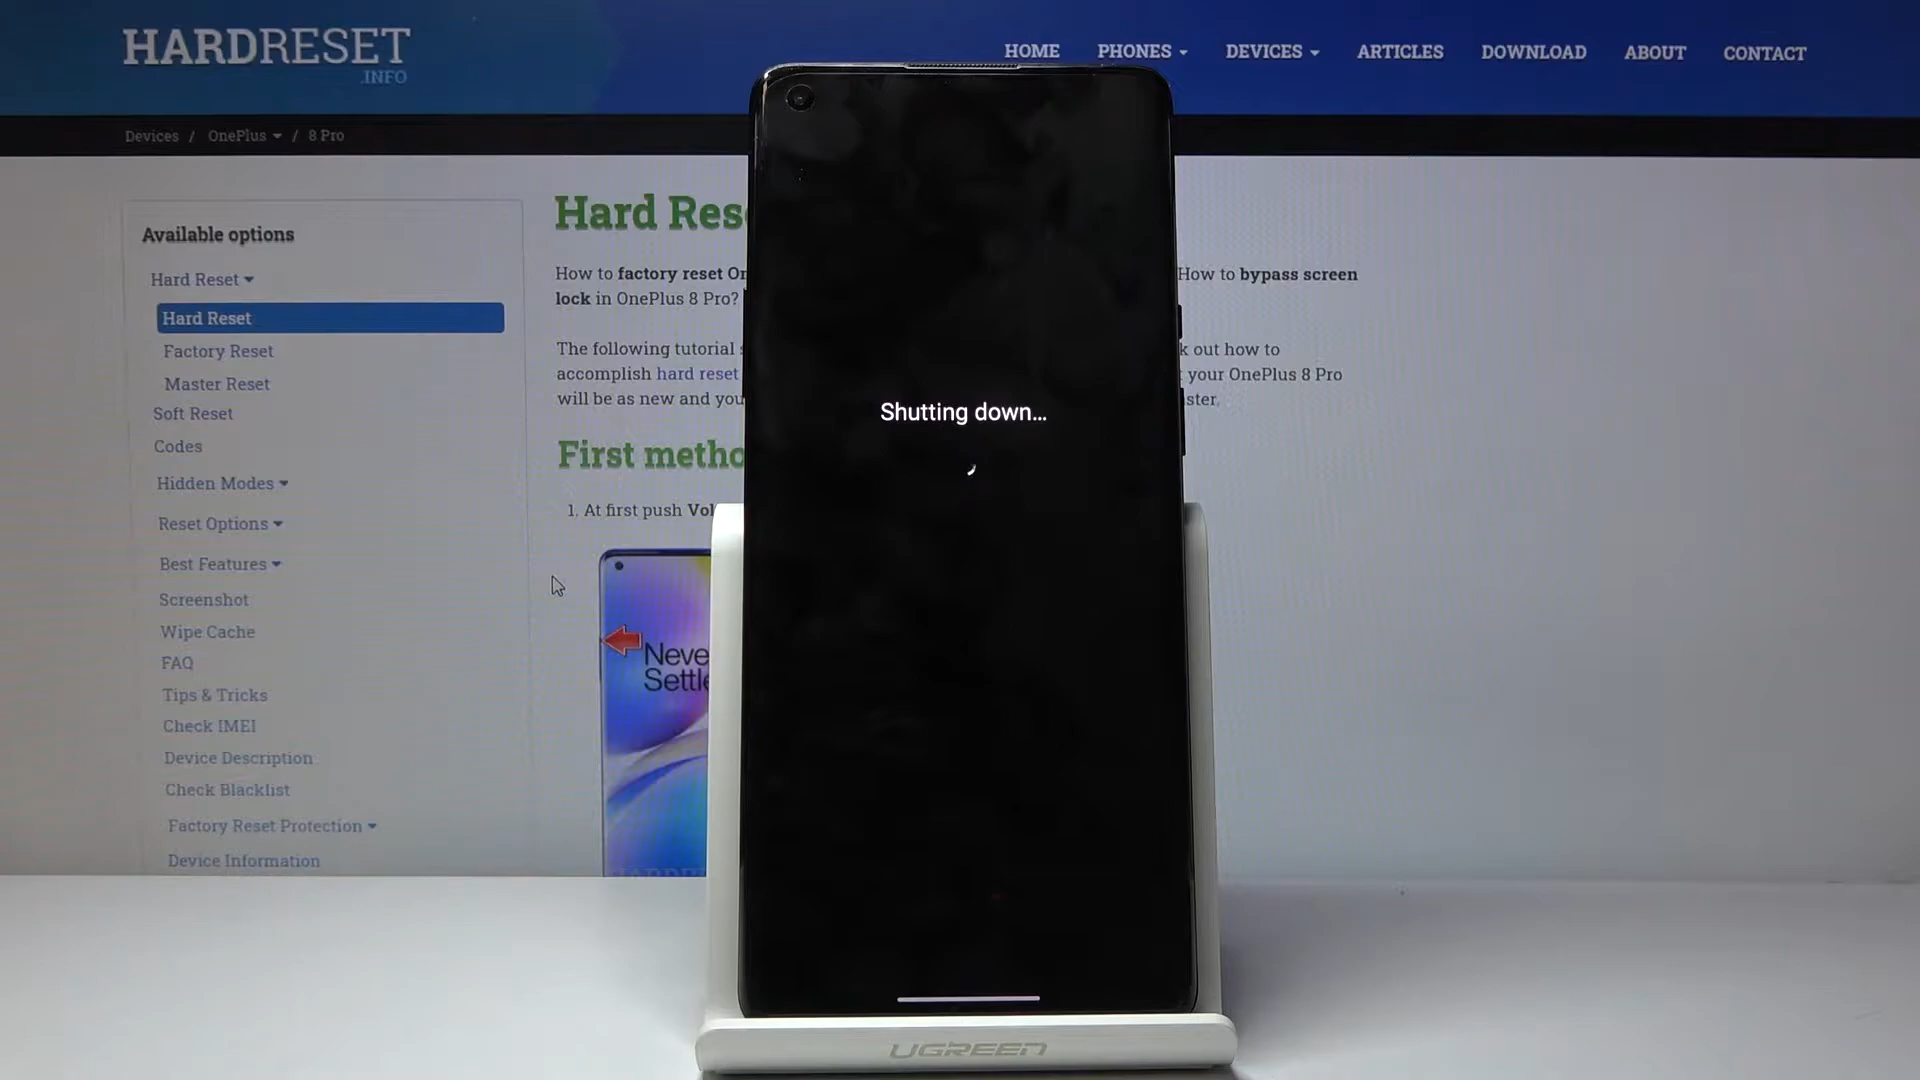 HARDRESET
.INFO
HOME PHONES DEVICES ARTICLES DOWNLOAD ABOUT CONTACT
Devices / OnePlus / 8 Pro
Available options
Hard Reset
Hard Reset
Factory Reset
Master Reset
Soft Reset
Codes
Hidden Modes
Reset Options
Best Features
Screenshot
Wipe Cache
FAQ
Tips & Tricks
Check IMEI
Device Description
Check Blacklist
Factory Reset Protection
Device Information
Hard Res
How to factory reset On How to bypass screen
lock in OnePlus 8 Pro?
The following tutorial k out how to
accomplish hard reset your OnePlus 8 Pro
will be as new and you ster.
First metho
1. At first push Vol
Never
Settle
Shutting down...
UGREEN